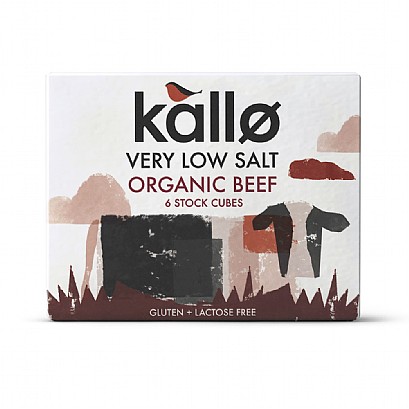 kallø
VERY LOW SALT
ORGANIC BEEF
6 STOCK CUBES
GLUTEN + LACTOSE FREE